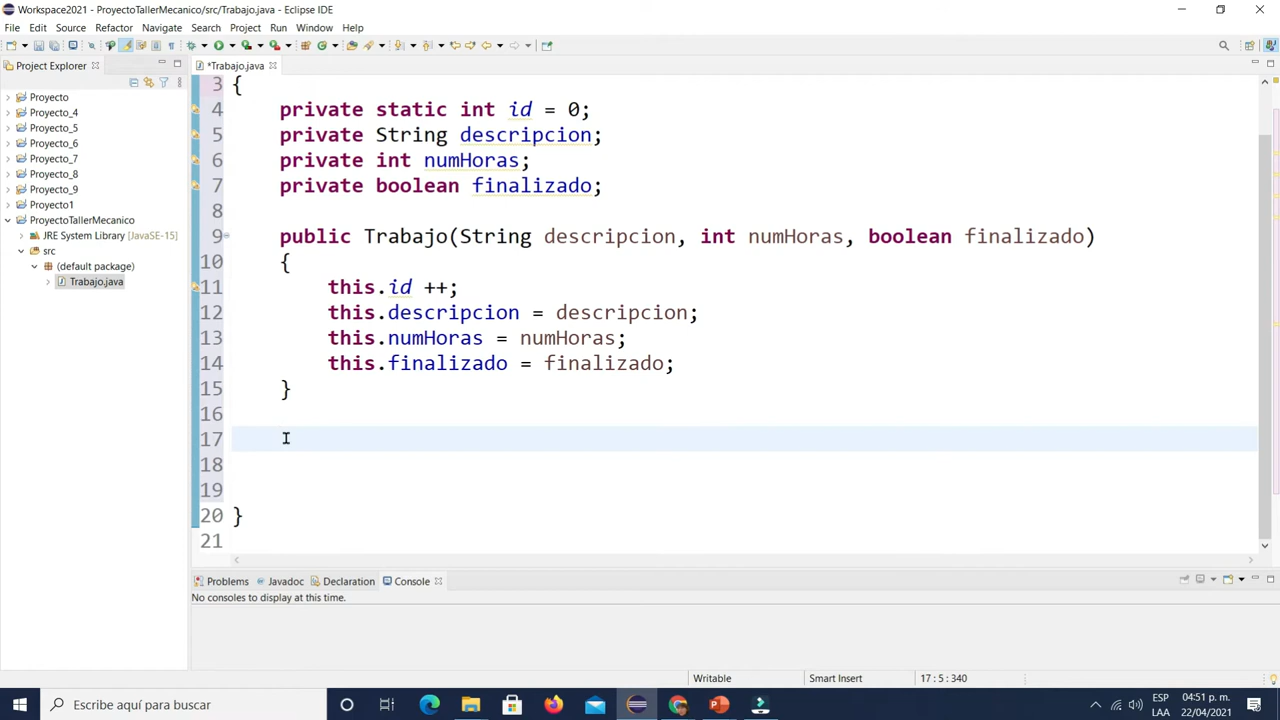 Workspace2021 - ProyectoTallerMecanico/src/Trabajo.java - Eclipse IDE
File Edit Source Refactor Navigate Search Project Run Window Help
Project Explorer
*Trabajo.java
Proyecto
Proyecto_4
Proyecto_5
Proyecto_6
Proyecto_7
Proyecto_8
Proyecto_9
Proyecto1
ProyectoTallerMecanico
JRE System Library [JavaSE-15]
src
(default package)
Trabajo.java
3 {
4 private static int id = 0;
5 private String descripcion;
6 private int numHoras;
7 private boolean finalizado;
8
9 public Trabajo(String descripcion, int numHoras, boolean finalizado)
10 {
11 this.id ++;
12 this.descripcion = descripcion;
13 this.numHoras = numHoras;
14 this.finalizado = finalizado;
15 }
16
17
18
19
20 }
21
Problems Javadoc Declaration Console
No consoles to display at this time.
Writable Smart Insert 17 : 5 : 340
Escribe aquí para buscar
ESP 04:51 p. m.
LAA 22/04/2021